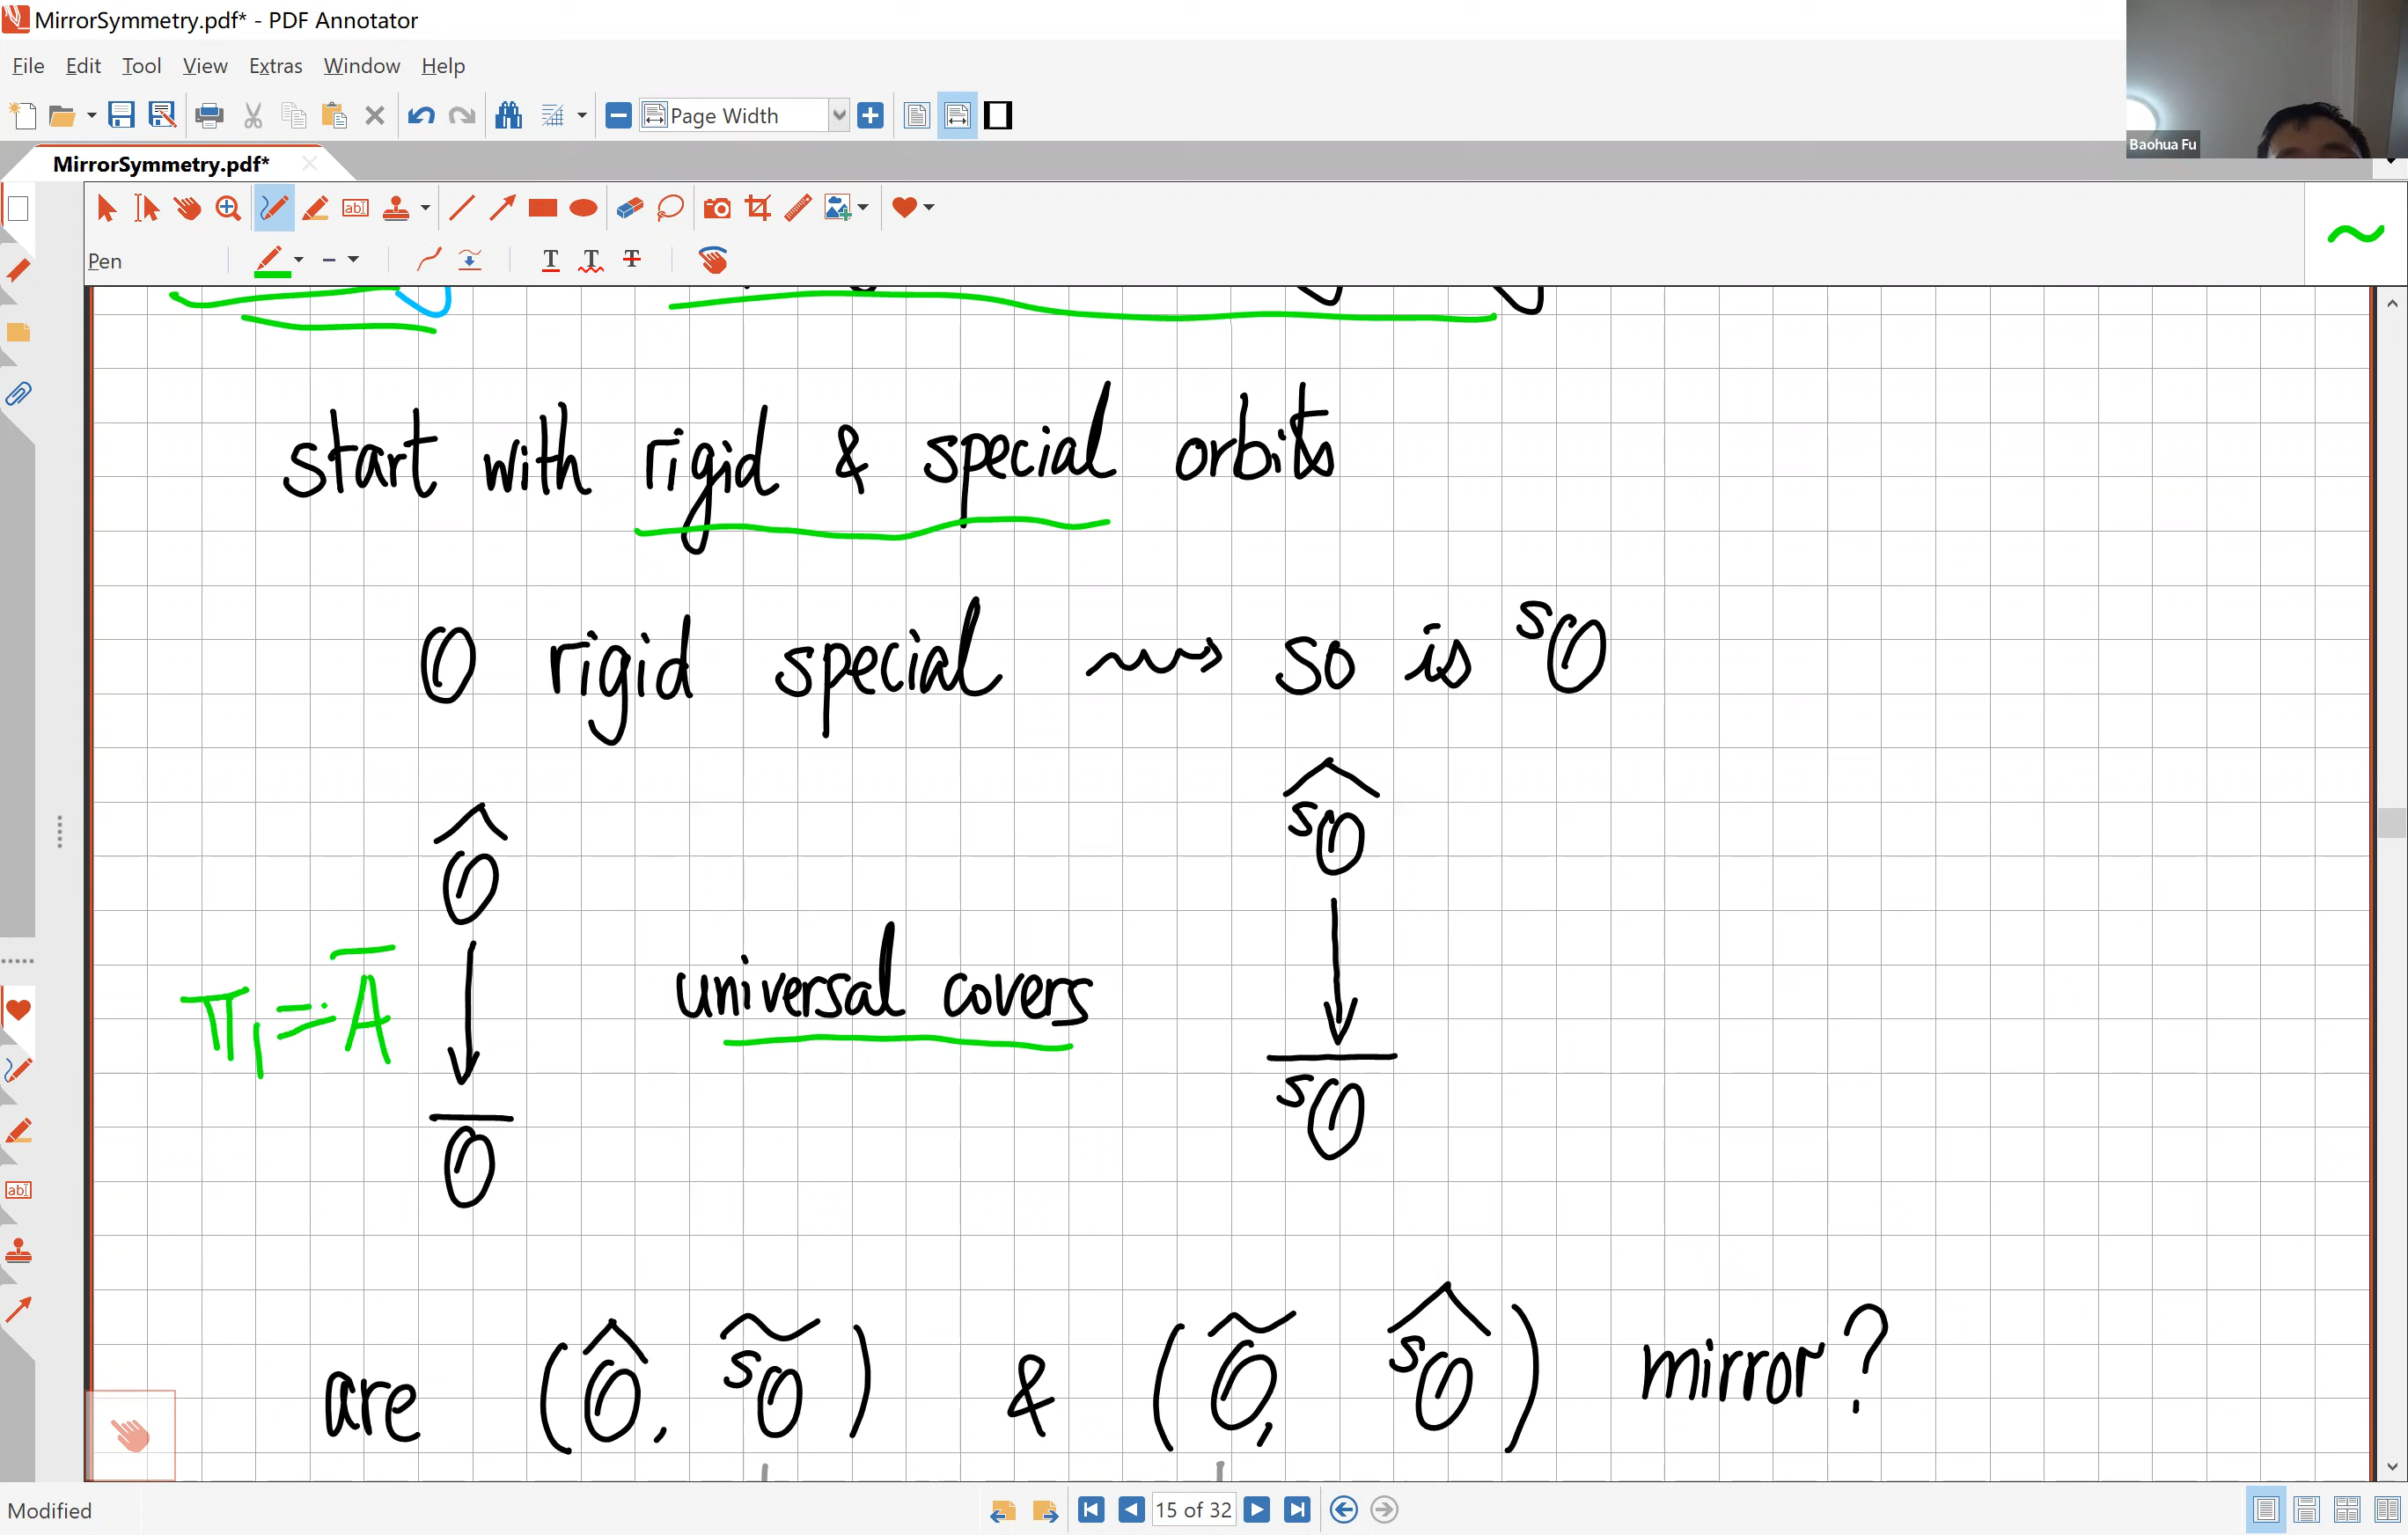 MirrorSymmetry.pdf* - PDF Annotator
File Edit Tool View Extras Window Help
Page Width
Baohua Fu
MirrorSymmetry.pdf*
Pen
start with rigid & special orbits
O rigid special ⇝ so is ˢO
Ô
ˢO^
π₁ = Ā
universal covers
O̅
ˢO̅
are (Ô, ˢÕ) & (Õ, ˢÔ) mirror?
Modified
15 of 32